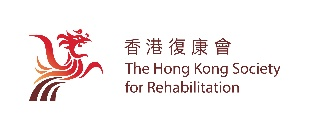 香港復康會
The Hong Kong Society
for Rehabilitation